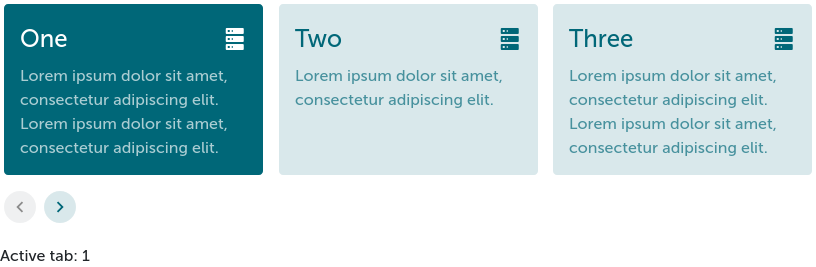 One
Lorem ipsum dolor sit amet,
consectetur adipiscing elit.
Lorem ipsum dolor sit amet,
consectetur adipiscing elit.
Two
Lorem ipsum dolor sit amet,
consectetur adipiscing elit.
Three
Lorem ipsum dolor sit amet,
consectetur adipiscing elit.
Lorem ipsum dolor sit amet,
consectetur adipiscing elit.
Active tab: 1